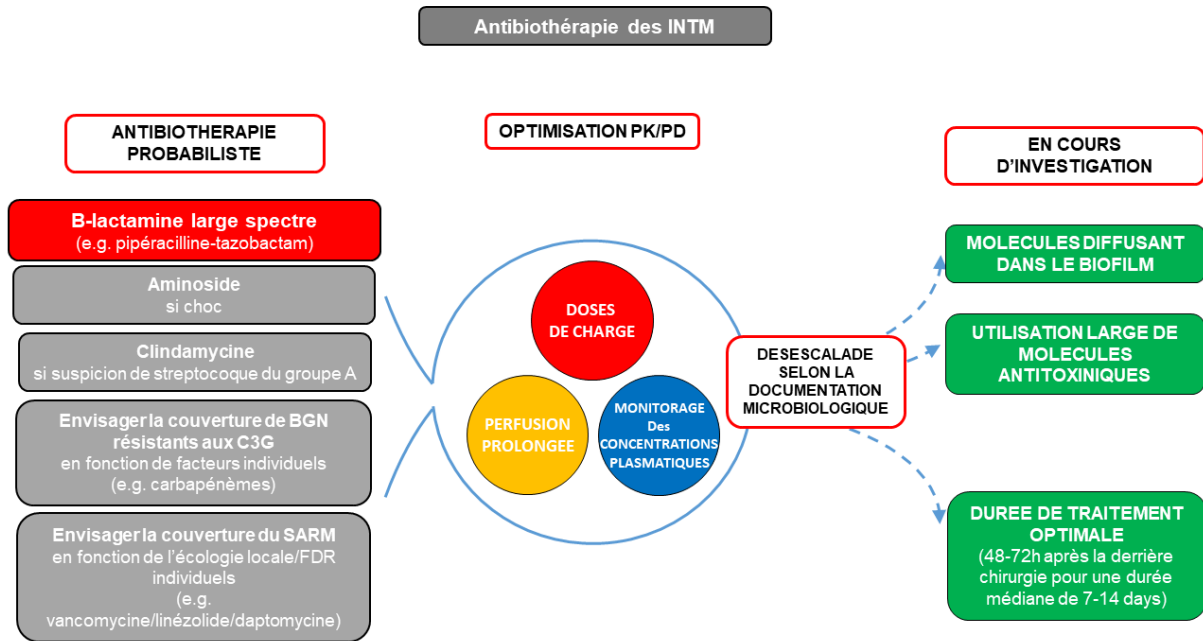 Antibiothérapie des INTM
ANTIBIOTHERAPIE
PROBABILISTE
B-lactamine large spectre
(e.g. pipéracilline-tazobactam)
Aminoside
si choc
Clindamycine
si suspicion de streptocoque du groupe A
Envisager la couverture de BGN
résistants aux C3G
en fonction de facteurs individuels
(e.g. carbapénèmes)
Envisager la couverture du SARM
en fonction de l'écologie locale/FDR
individuels
(e.g.
vancomycine/linézolide/daptomycine)
OPTIMISATION PK/PD
DOSES
DE CHARGE
PERFUSION
PROLONGEE
MONITORAGE
Des
CONCENTRATIONS
PLASMATIQUES
DESESCALADE
SELON LA
DOCUMENTATION
MICROBIOLOGIQUE
EN COURS
D'INVESTIGATION
MOLECULES DIFFUSANT
DANS LE BIOFILM
UTILISATION LARGE DE
MOLECULES
ANTITOXINIQUES
DUREE DE TRAITEMENT
OPTIMALE
(48-72h après la derrière
chirurgie pour une durée
médiane de 7-14 days)